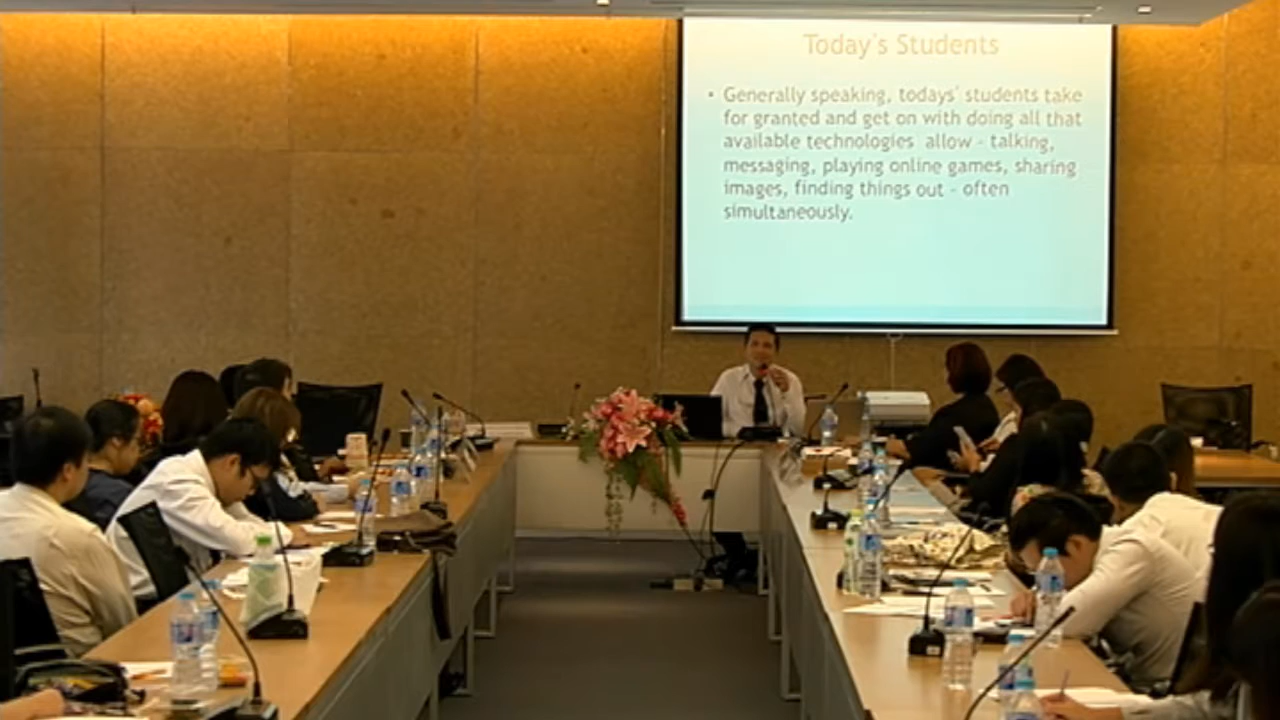 Today's Students
• Generally speaking, todays' students take
for granted and get on with doing all that
available technologies allow - talking,
messaging, playing online games, sharing
images, finding things out - often
simultaneously.